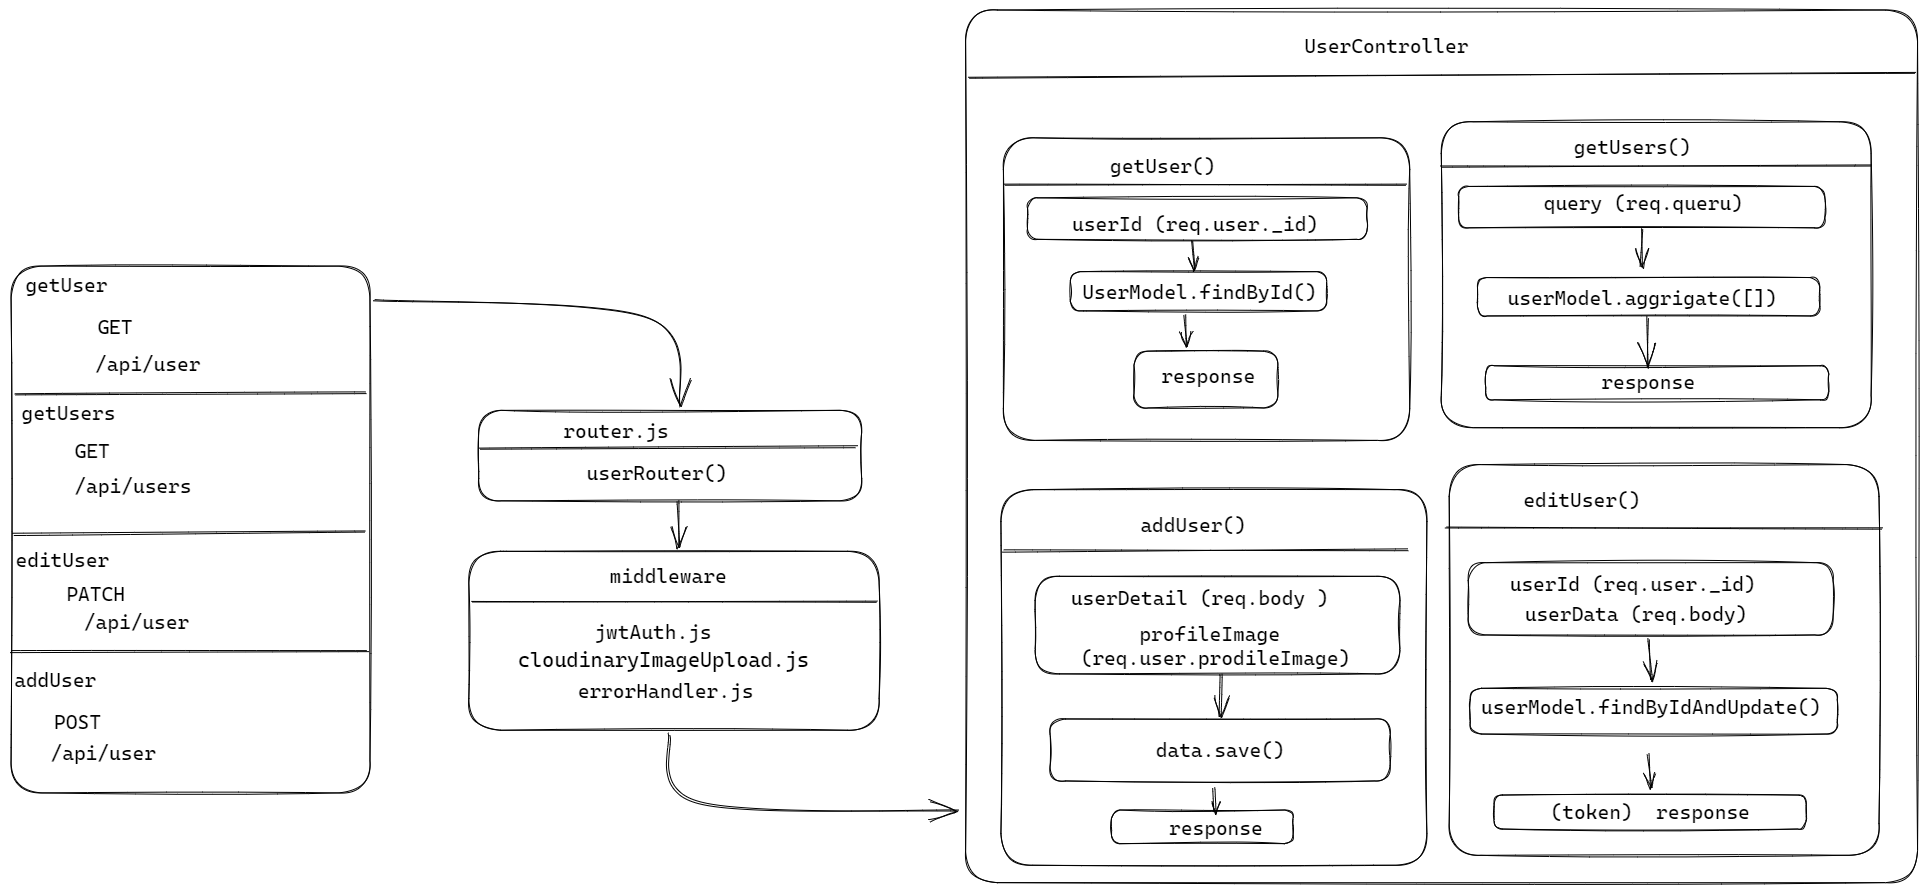 getUser
GET
/api/user
getUsers
GET
/api/users
editUser
PATCH
/api/user
addUser
POST
/api/user
router.js
userRouter()
middleware
jwtAuth.js
cloudinaryImageUpload.js
errorHandler.js
UserController
getUser()
userId (req.user._id)
UserModel.findById()
response
getUsers()
query (req.queru)
userModel.aggrigate([])
response
addUser()
userDetail (req.body )
profileImage
(req.user.prodileImage)
data.save()
response
editUser()
userId (req.user._id)
userData (req.body)
userModel.findByIdAndUpdate()
(token)  response